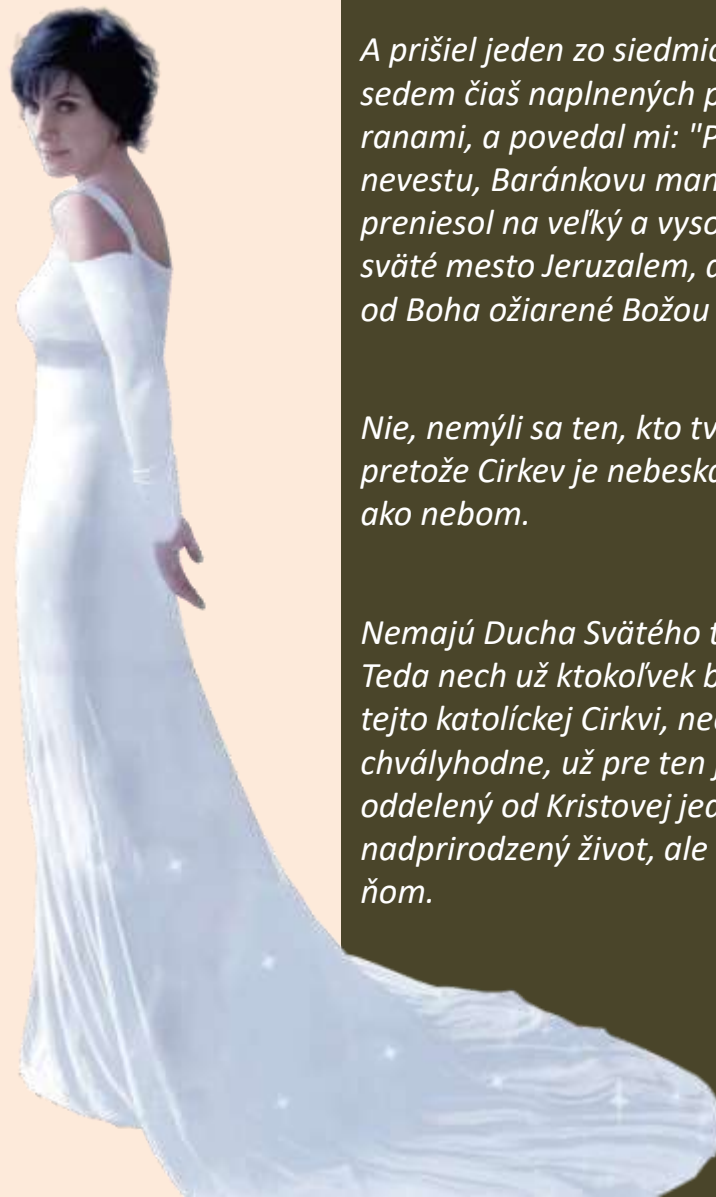 A prišiel jeden zo siedmic
sedem čiaš naplnených p
ranami, a povedal mi: "P
nevestu, Baránkovu man
preniesol na veľký a vyso
sväté mesto Jeruzalem,
od Boha ožiarené Božou
Nie, nemýli sa ten, kto tv
pretože Cirkev je nebeska
ako nebom.
Nemajú Ducha Svätého t
Teda nech už ktokoľvek b
tejto katolíckej Cirkvi, ne
chvályhodne, už pre ten j
oddelený od Kristovej jed
nadprirodzený život, ale
ňom.